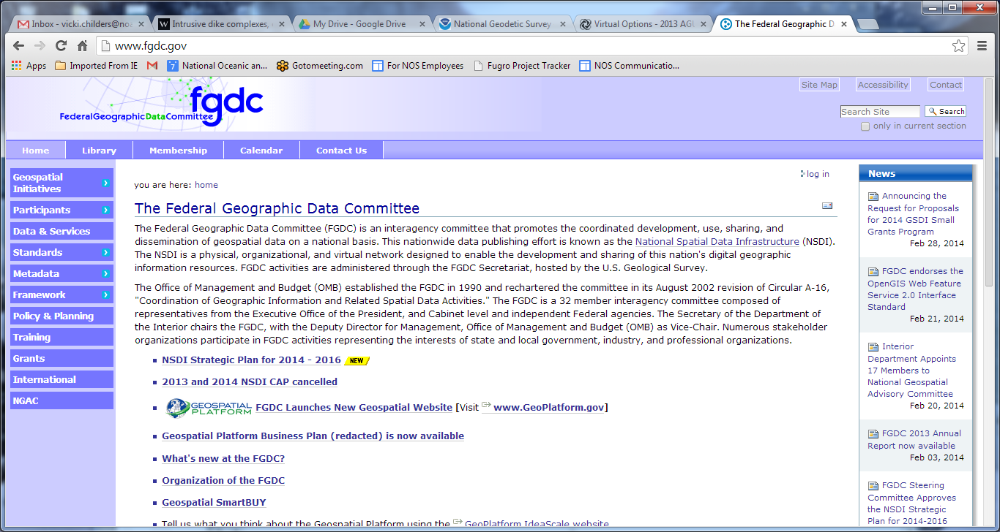 Inbox - vicki.childers@noa
Intrusive dike complexes,
My Drive - Google Drive
National Geodetic Survey
Virtual Options - 2013 AGU
The Federal Geographic D
www.fgdc.gov
Apps
Imported From IE
7
National Oceanic an...
Gotomeeting.com
For NOS Employees
Fugro Project Tracker
NOS Communicatio...
fgdc
FederalGeographicDataCommittee
Site Map
Accessibility
Contact
Search Site
Search
only in current section
Home
Library
Membership
Calendar
Contact Us
Geospatial
Initiatives
Participants
Data & Services
Standards
Metadata
Framework
Policy & Planning
Training
Grants
International
NGAC
log in
you are here: home
The Federal Geographic Data Committee
The Federal Geographic Data Committee (FGDC) is an interagency committee that promotes the coordinated development, use, sharing, and
dissemination of geospatial data on a national basis. This nationwide data publishing effort is known as the National Spatial Data Infrastructure (NSDI).
The NSDI is a physical, organizational, and virtual network designed to enable the development and sharing of this nation's digital geographic
information resources. FGDC activities are administered through the FGDC Secretariat, hosted by the U.S. Geological Survey.
The Office of Management and Budget (OMB) established the FGDC in 1990 and rechartered the committee in its August 2002 revision of Circular A-16,
"Coordination of Geographic Information and Related Spatial Data Activities." The FGDC is a 32 member interagency committee composed of
representatives from the Executive Office of the President, and Cabinet level and independent Federal agencies. The Secretary of the Department of
the Interior chairs the FGDC, with the Deputy Director for Management, Office of Management and Budget (OMB) as Vice-Chair. Numerous stakeholder
organizations participate in FGDC activities representing the interests of state and local government, industry, and professional organizations.
NSDI Strategic Plan for 2014 - 2016 NEW
2013 and 2014 NSDI CAP cancelled
GEOSPATIAL
PLATFORM
FGDC Launches New Geospatial Website [Visit www.GeoPlatform.gov]
Geospatial Platform Business Plan (redacted) is now available
What's new at the FGDC?
Organization of the FGDC
Geospatial SmartBUY
Tell us what you think about the Geospatial Platform using the GeoPlatform IdeaScale website
News
Announcing the
Request for Proposals
for 2014 GSDI Small
Grants Program
Feb 28, 2014
FGDC endorses the
OpenGIS Web Feature
Service 2.0 Interface
Standard
Feb 21, 2014
Interior
Department Appoints
17 Members to
National Geospatial
Advisory Committee
Feb 20, 2014
FGDC 2013 Annual
Report now available
Feb 03, 2014
FGDC Steering
Committee Approves
the NSDI Strategic
Plan for 2014-2016